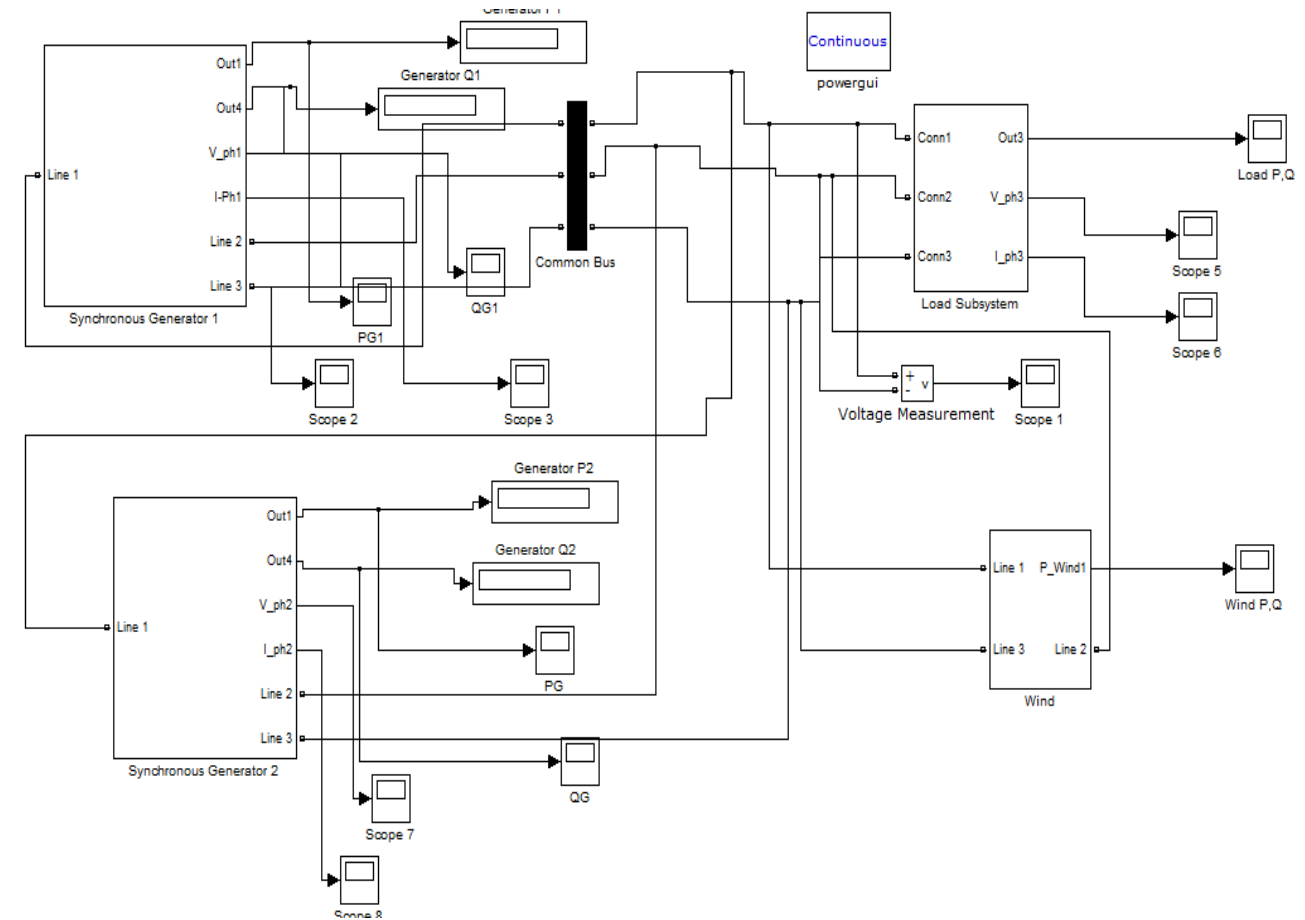 Continuous
powergui
Out1
Generator Q1
Out4
V_ph1
Line 1
I-Ph1
Line 2
Line 3
Synchronous Generator 1
PG1
QG1
Common Bus
Scope 2
Scope 3
Conn1
Conn2
Conn3
Out3
V_ph3
I_ph3
Load Subsystem
Load P,Q
Scope 5
Scope 6
+
-
v
Voltage Measurement
Scope 1
Generator P2
Out1
Generator Q2
Out4
V_ph2
Line 1
I_ph2
Line 2
Line 3
Synchronous Generator 2
PG
QG
Scope 7
Scope 8
Line 1
P_Wind1
Line 3
Line 2
Wind
Wind P,Q